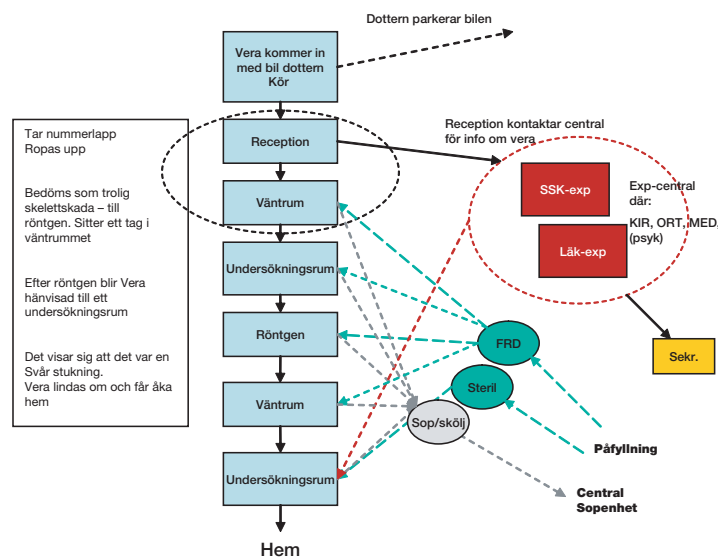 Dottern parkerar bilen
Vera kommer in
med bil dottern
Kör
Tar nummerlapp
Ropas upp
Bedöms som trolig
skelettskada – till
röntgen. Sitter ett tag i
väntrummet
Efter röntgen blir Vera
hänvisad till ett
undersökningsrum
Det visar sig att det var en
Svår stukning.
Vera lindas om och får åka
hem
Reception
Väntrum
Undersökningsrum
Röntgen
Väntrum
Undersökningsrum
Hem
Reception kontaktar central
för info om vera
SSK-exp
Läk-exp
Exp-central
där:
KIR, ORT, MED,
(psyk)
Sekr.
FRD
Steril
Sop/skölj
Påfyllning
Central
Sopenhet